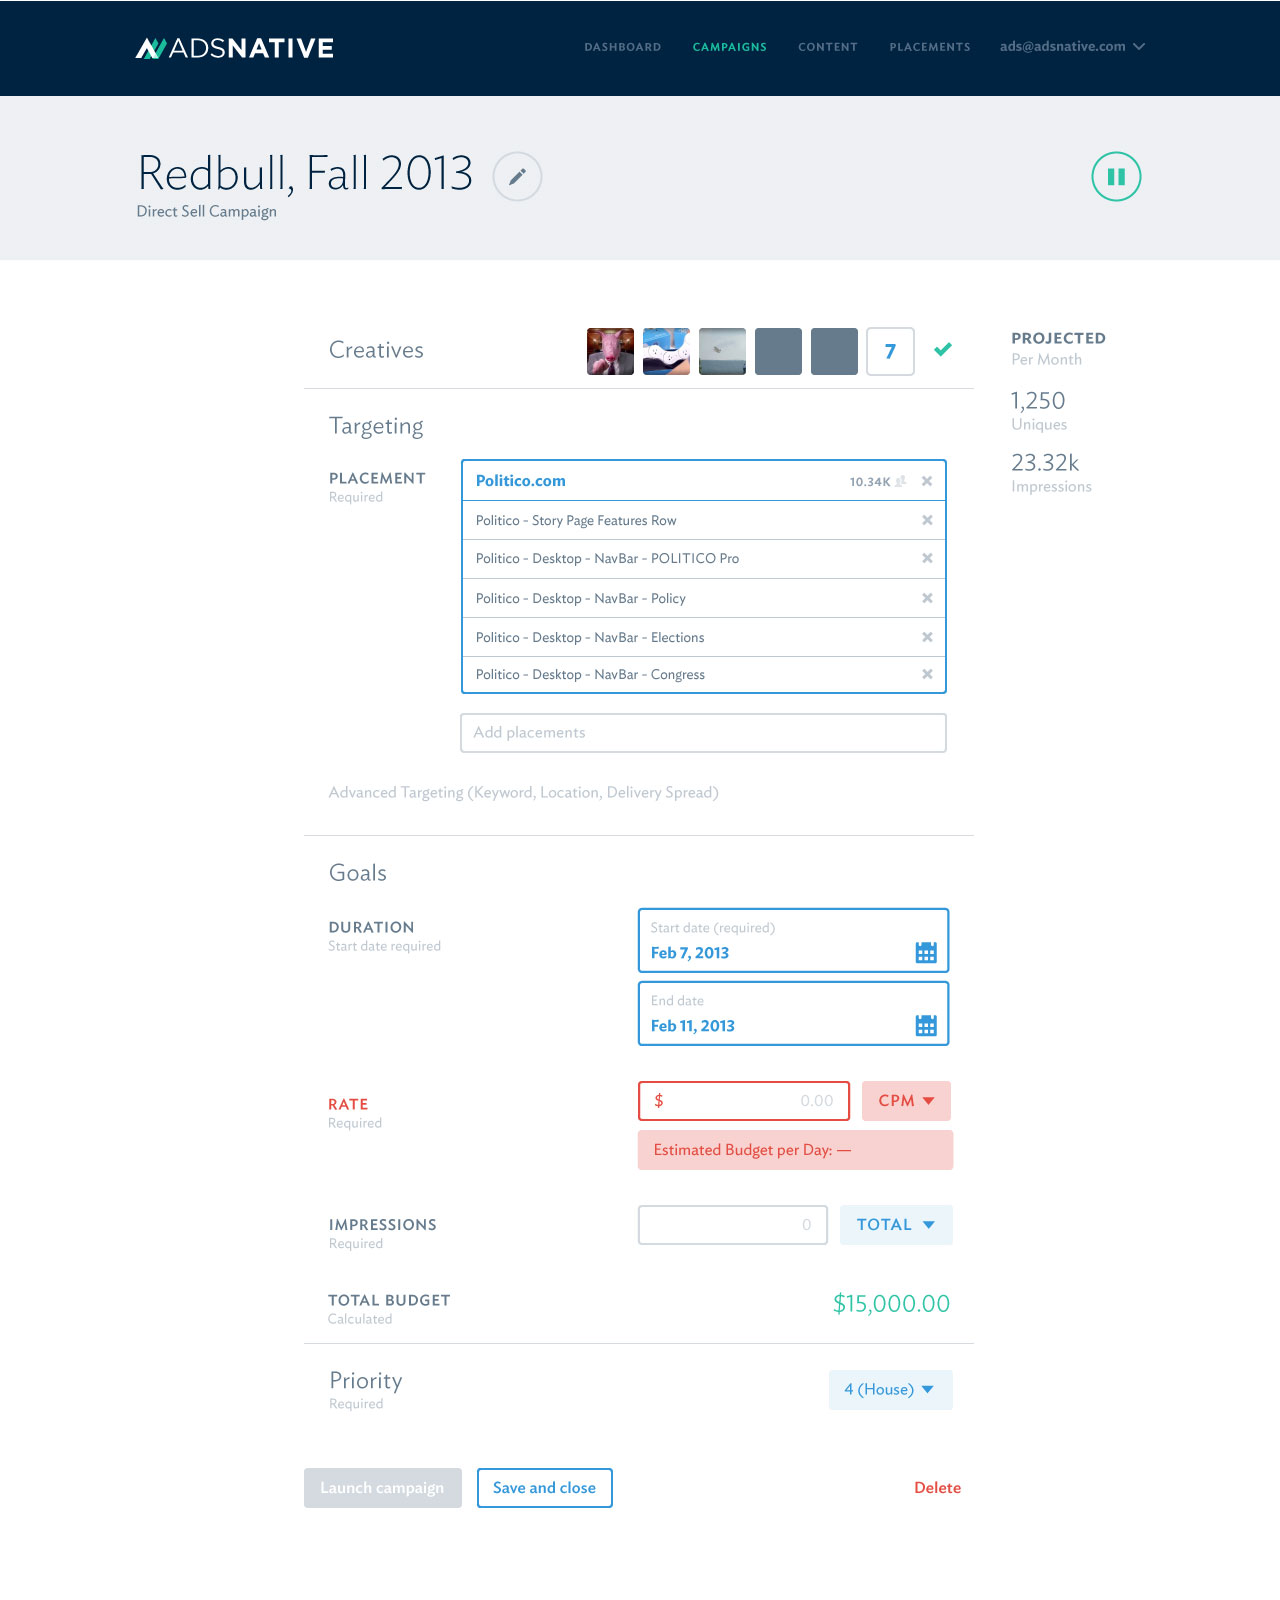 ADSNATIVE
DASHBOARD CAMPAIGNS CONTENT PLACEMENTS ads@adsnative.com
Redbull, Fall 2013
Direct Sell Campaign
Creatives
7
PROJECTED
Per Month
1,250
Uniques
23.32k
Impressions
Targeting
PLACEMENT
Required
Politico.com 10.34K
Politico - Story Page Features Row
Politico - Desktop - NavBar - POLITICO Pro
Politico - Desktop - NavBar - Policy
Politico - Desktop - NavBar - Elections
Politico - Desktop - NavBar - Congress
Add placements
Advanced Targeting (Keyword, Location, Delivery Spread)
Goals
DURATION
Start date required
Start date (required)
Feb 7, 2013
End date
Feb 11, 2013
RATE
Required
$ 0.00 CPM
Estimated Budget per Day: —
IMPRESSIONS
Required
0 TOTAL
TOTAL BUDGET
Calculated
$15,000.00
Priority
Required
4 (House)
Launch campaign Save and close Delete